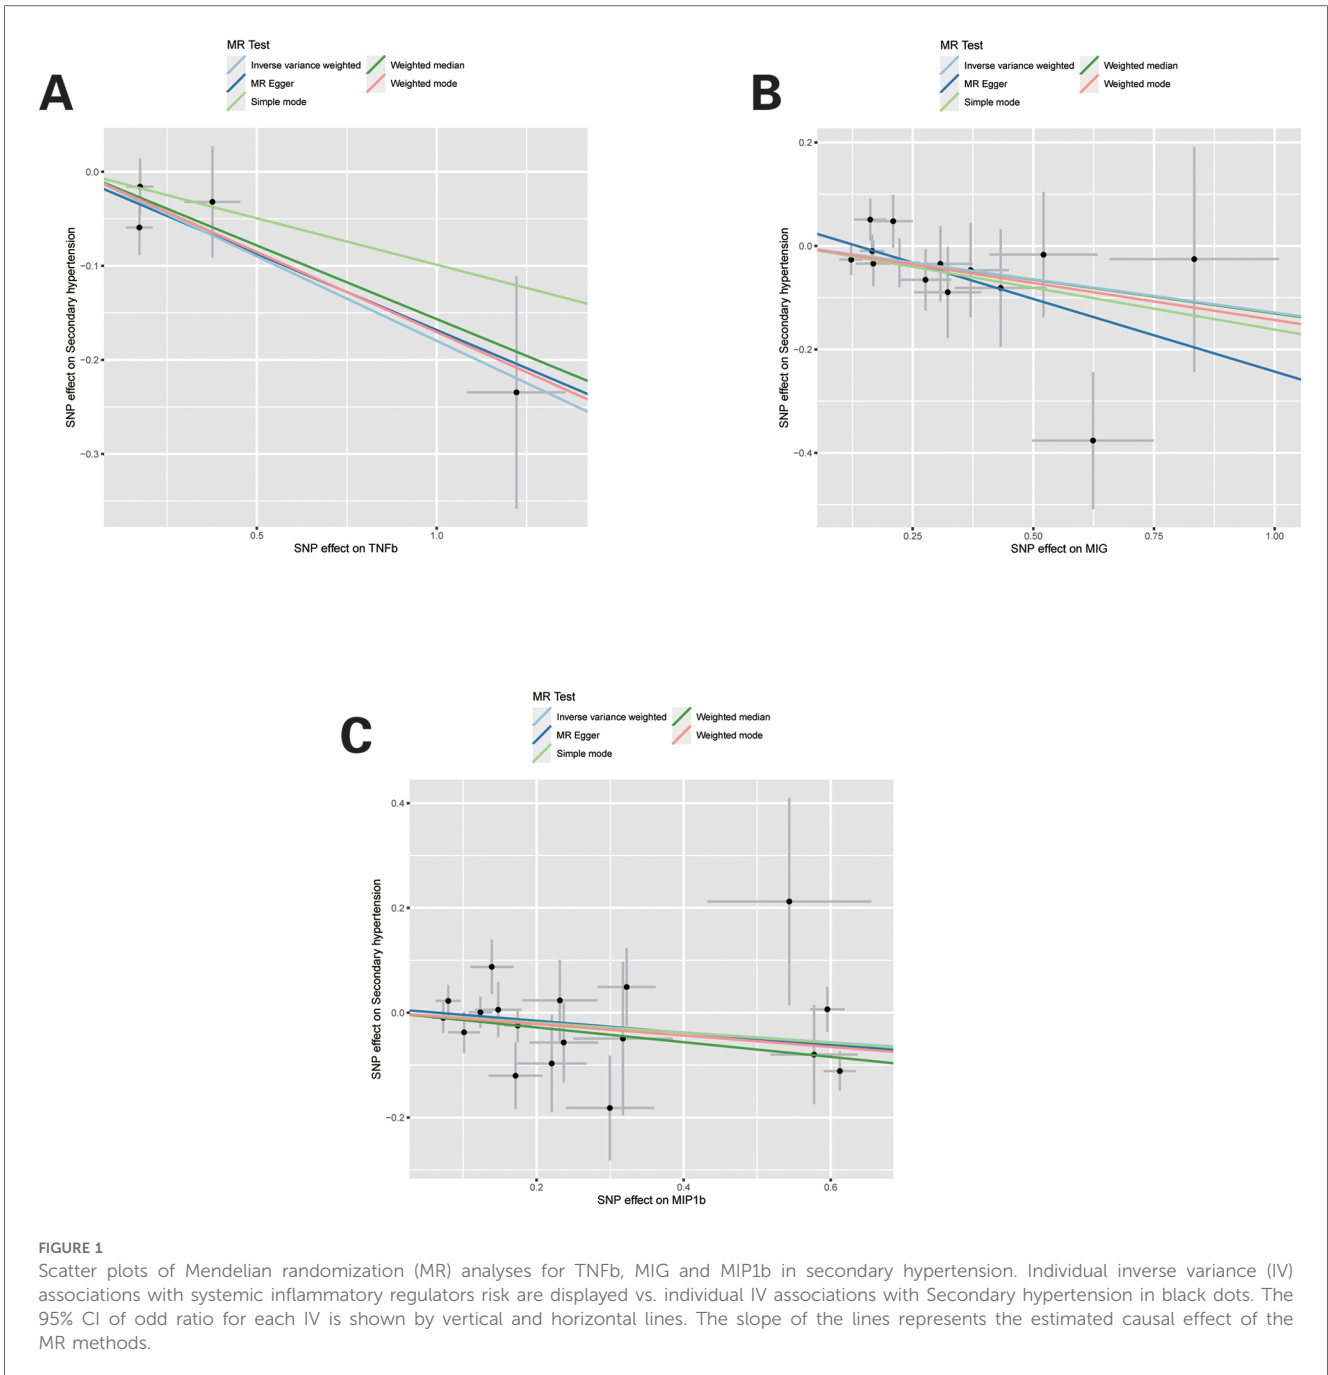 MR Test
Inverse variance weighted
Weighted median
MR Egger
Weighted mode
Simple mode
A
0.0
−0.1
−0.2
−0.3
SNP effect on Secondary hypertension
0.5
1.0
SNP effect on TNFb
MR Test
Inverse variance weighted
Weighted median
MR Egger
Weighted mode
Simple mode
B
0.2
0.0
−0.2
−0.4
SNP effect on Secondary hypertension
0.25
0.50
0.75
1.00
SNP effect on MIG
MR Test
Inverse variance weighted
Weighted median
MR Egger
Weighted mode
Simple mode
C
0.4
0.2
0.0
−0.2
SNP effect on Secondary hypertension
0.2
0.4
0.6
SNP effect on MIP1b
FIGURE 1
Scatter plots of Mendelian randomization (MR) analyses for TNFb, MIG and MIP1b in secondary hypertension. Individual inverse variance (IV)
associations with systemic inflammatory regulators risk are displayed vs. individual IV associations with Secondary hypertension in black dots. The
95% CI of odd ratio for each IV is shown by vertical and horizontal lines. The slope of the lines represents the estimated causal effect of the
MR methods.